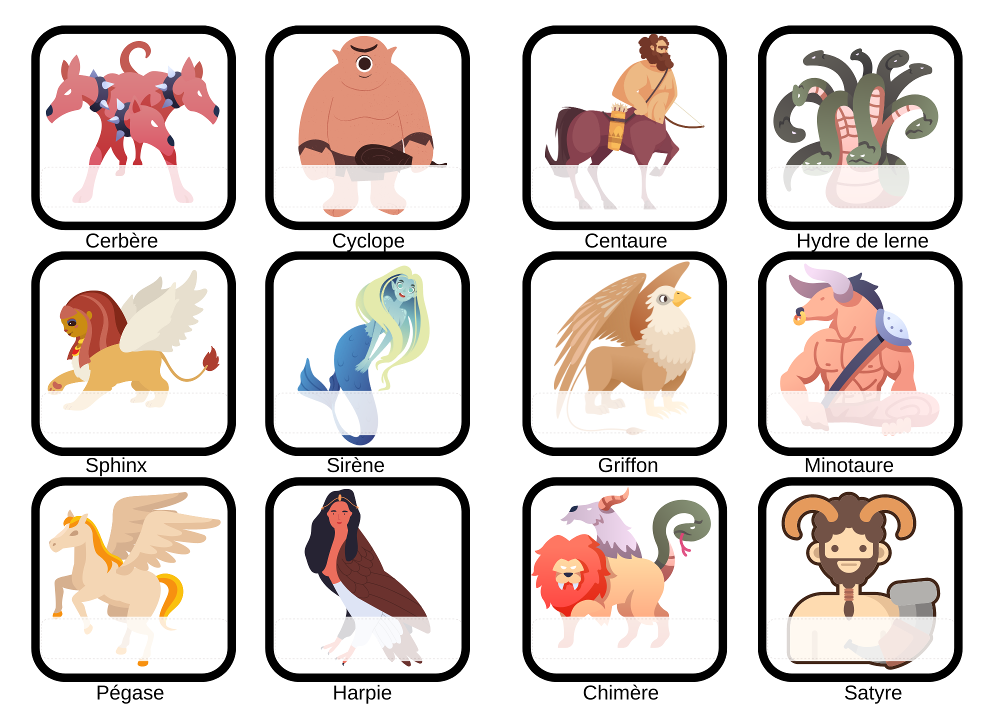 Cerbère
Cyclope
Centaure
Hydre de lerne
Sphinx
Sirène
Griffon
Minotaure
Pégase
Harpie
Chimère
Satyre